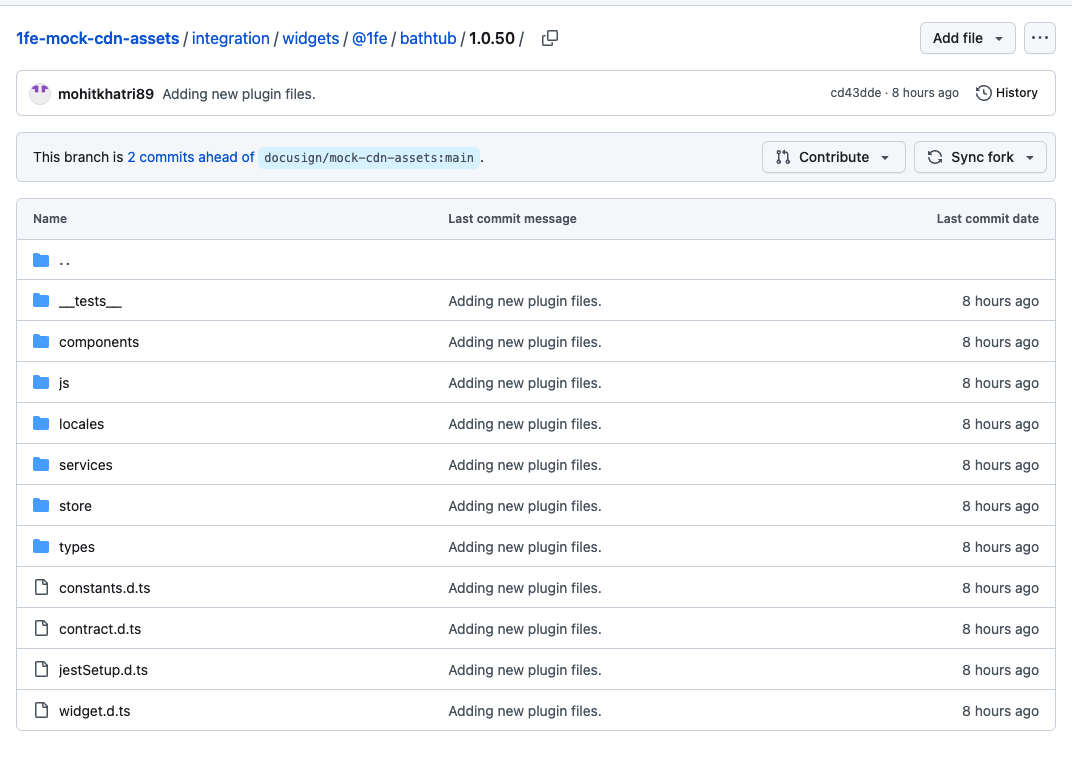 1fe-mock-cdn-assets / integration / widgets / @1fe / bathtub / 1.0.50 / Add file ...
mohitkhatri89 Adding new plugin files. cd43dde · 8 hours ago History
This branch is 2 commits ahead of docusign/mock-cdn-assets:main . Contribute Sync fork
Name Last commit message Last commit date
..
__tests__ Adding new plugin files. 8 hours ago
components Adding new plugin files. 8 hours ago
js Adding new plugin files. 8 hours ago
locales Adding new plugin files. 8 hours ago
services Adding new plugin files. 8 hours ago
store Adding new plugin files. 8 hours ago
types Adding new plugin files. 8 hours ago
constants.d.ts Adding new plugin files. 8 hours ago
contract.d.ts Adding new plugin files. 8 hours ago
jestSetup.d.ts Adding new plugin files. 8 hours ago
widget.d.ts Adding new plugin files. 8 hours ago